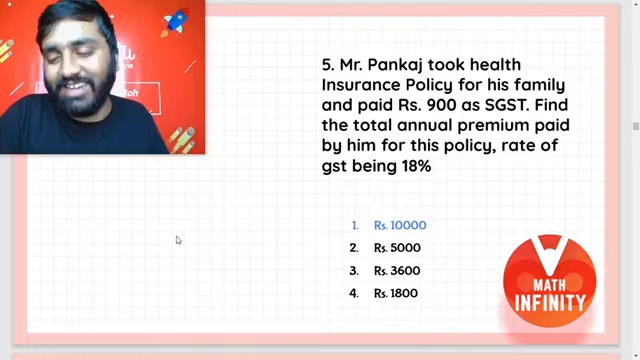 5. Mr. Pankaj took health
Insurance Policy for his family
and paid Rs. 900 as SGST. Find
the total annual premium paid
by him for this policy, rate of
gst being 18%
1. Rs. 10000
2. Rs. 5000
3. Rs. 3600
4. Rs. 1800
MATH
INFINITY